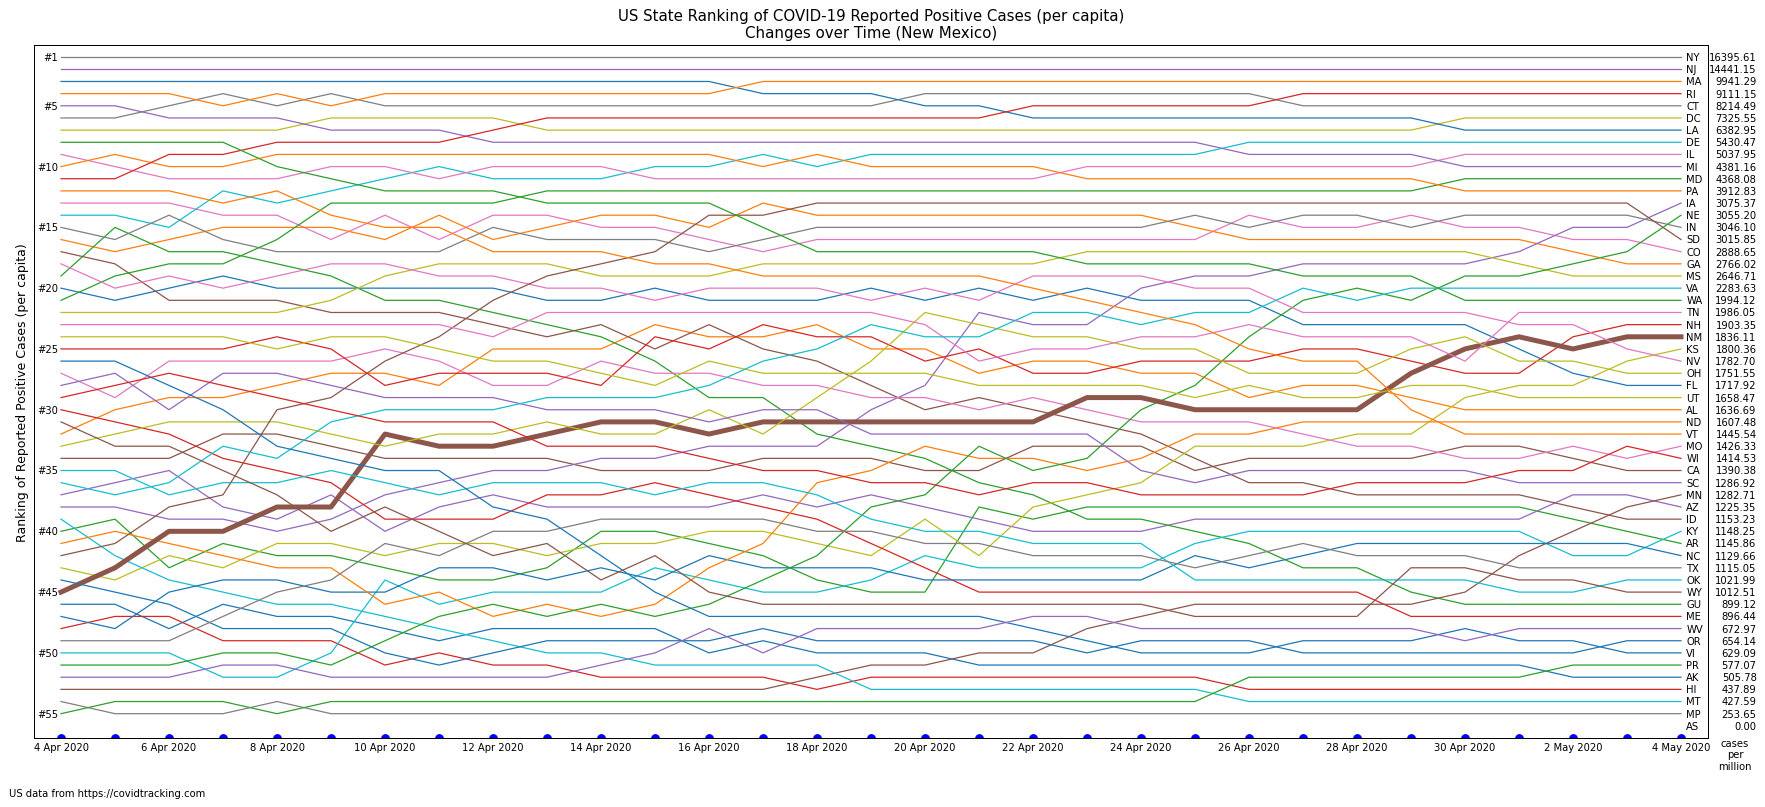 US State Ranking of COVID-19 Reported Positive Cases (per capita)
Changes over Time (New Mexico)
Ranking of Reported Positive Cases (per capita)
#1
#5
#10
#15
#20
#25
#30
#35
#40
#45
#50
#55
NY 16395.61
NJ 14441.15
MA 9941.29
RI 9111.15
CT 8214.49
DC 7325.55
LA 6382.95
DE 5430.47
IL 5037.95
MI 4381.16
MD 4368.08
PA 3912.83
IA 3075.37
NE 3055.20
IN 3046.10
SD 3015.85
CO 2888.65
GA 2766.02
MS 2646.71
VA 2283.63
WA 1994.12
TN 1986.05
NH 1903.35
NM 1836.11
KS 1800.36
NV 1782.70
OH 1751.55
FL 1717.92
UT 1658.47
AL 1636.69
ND 1607.48
VT 1445.54
MO 1426.33
WI 1414.53
CA 1390.38
SC 1286.92
MN 1282.71
AZ 1225.35
ID 1153.23
KY 1148.25
AR 1145.86
NC 1129.66
TX 1115.05
OK 1021.99
WY 1012.51
GU 899.12
ME 896.44
WV 672.97
OR 654.14
VI 629.09
PR 577.07
AK 505.78
HI 437.89
MT 427.59
MP 253.65
AS 0.00
4 Apr 2020 6 Apr 2020 8 Apr 2020 10 Apr 2020 12 Apr 2020 14 Apr 2020 16 Apr 2020 18 Apr 2020 20 Apr 2020 22 Apr 2020 24 Apr 2020 26 Apr 2020 28 Apr 2020 30 Apr 2020 2 May 2020 4 May 2020
cases
per
million
US data from https://covidtracking.com